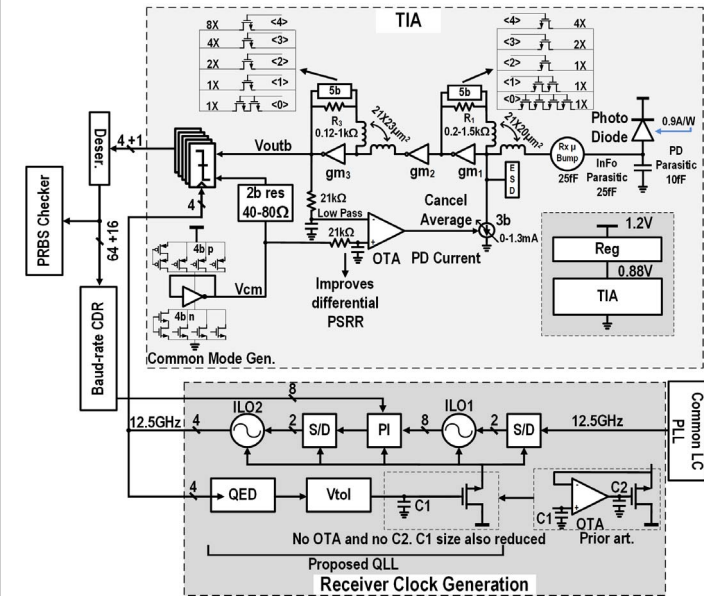 TIA
8X <4>
4X <3>
2X <2>
1X <1>
1X <0>
<4> 4X
<3> 2X
<2> 1X
<1> 1X
<0> 1X
5b
R3
0.12-1kΩ
21X23µm²
5b
R1
0.2-1.5kΩ
21X20µm²
Photo
Diode
0.9A/W
Rx µ
Bump
25fF
InFo
Parasitic
25fF
PD
Parasitic
10fF
Voutb
gm3
gm2
gm1
ESD
Deser.
4 +1
4
2b res
40-80Ω
21kΩ
Low Pass
21kΩ
OTA
Cancel
Average
PD Current
3b
0-1.3mA
1.2V
Reg
0.88V
TIA
PRBS Checker
64 +16
4b p
Vcm
4b n
Improves
differential
PSRR
Common Mode Gen.
Baud-rate CDR
8
12.5GHz
4
ILO2
2
S/D
PI
8
ILO1
2
S/D
12.5GHz
Common LC
PLL
4
QED
Vtol
C1
C1
OTA
C2
Prior art.
No OTA and no C2. C1 size also reduced
Proposed QLL
Receiver Clock Generation